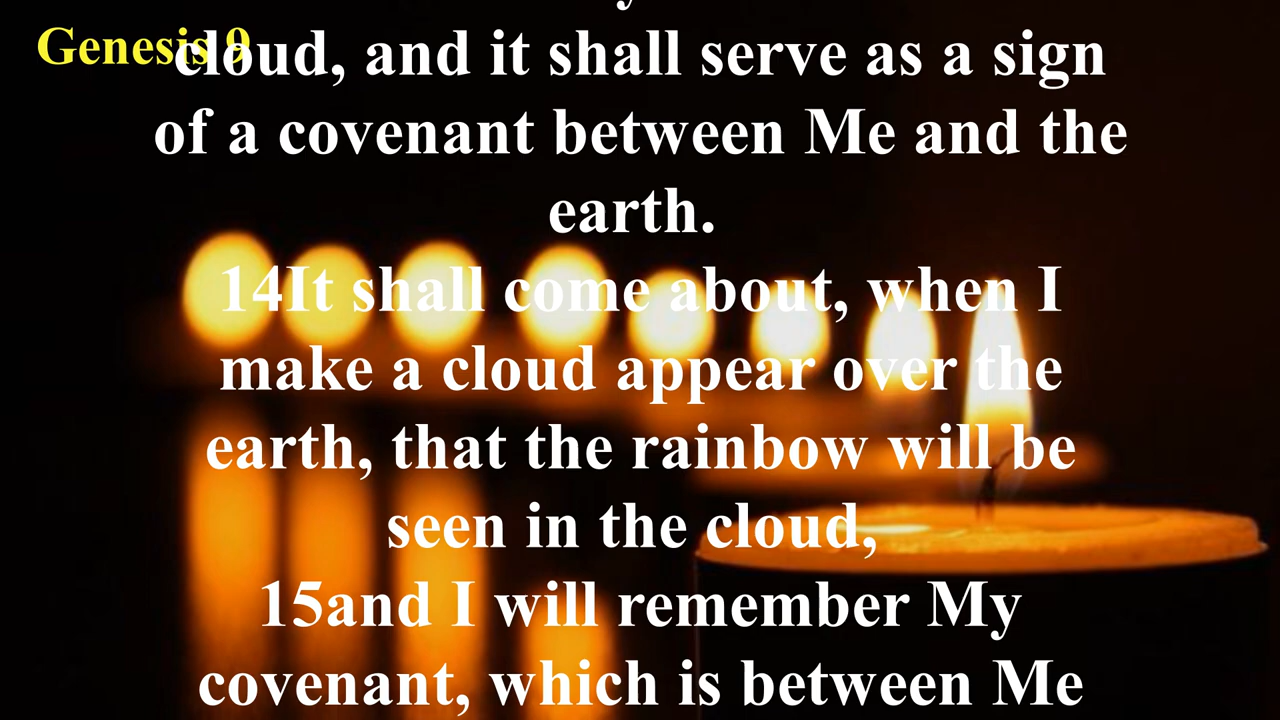 Genesis 9
cloud, and it shall serve as a sign
of a covenant between Me and the
earth.
14It shall come about, when I
make a cloud appear over the
earth, that the rainbow will be
seen in the cloud,
15and I will remember My
covenant, which is between Me